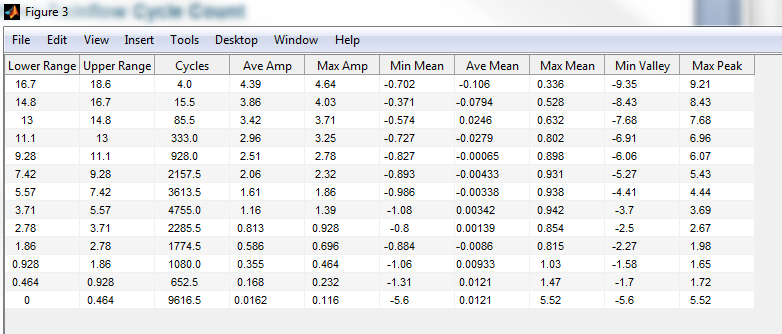 Rainflow Cycle Count
Figure 3
File Edit View Insert Tools Desktop Window Help
Lower Range Upper Range Cycles Ave Amp Max Amp Min Mean Ave Mean Max Mean Min Valley Max Peak
16.7 18.6 4.0 4.39 4.64 -0.702 -0.106 0.336 -9.35 9.21
14.8 16.7 15.5 3.86 4.03 -0.371 -0.0794 0.528 -8.43 8.43
13 14.8 85.5 3.42 3.71 -0.574 0.0246 0.632 -7.68 7.68
11.1 13 333.0 2.96 3.25 -0.727 -0.0279 0.802 -6.91 6.96
9.28 11.1 928.0 2.51 2.78 -0.827 -0.00065 0.898 -6.06 6.07
7.42 9.28 2157.5 2.06 2.32 -0.893 -0.00433 0.931 -5.27 5.43
5.57 7.42 3613.5 1.61 1.86 -0.986 -0.00338 0.938 -4.41 4.44
3.71 5.57 4755.0 1.16 1.39 -1.08 0.00342 0.942 -3.7 3.69
2.78 3.71 2285.5 0.813 0.928 -0.8 0.00139 0.854 -2.5 2.67
1.86 2.78 1774.5 0.586 0.696 -0.884 -0.0086 0.815 -2.27 1.98
0.928 1.86 1080.0 0.355 0.464 -1.06 0.00933 1.03 -1.58 1.65
0.464 0.928 652.5 0.168 0.232 -1.31 0.0121 1.47 -1.7 1.72
0 0.464 9616.5 0.0162 0.116 -5.6 0.0121 5.52 -5.6 5.52